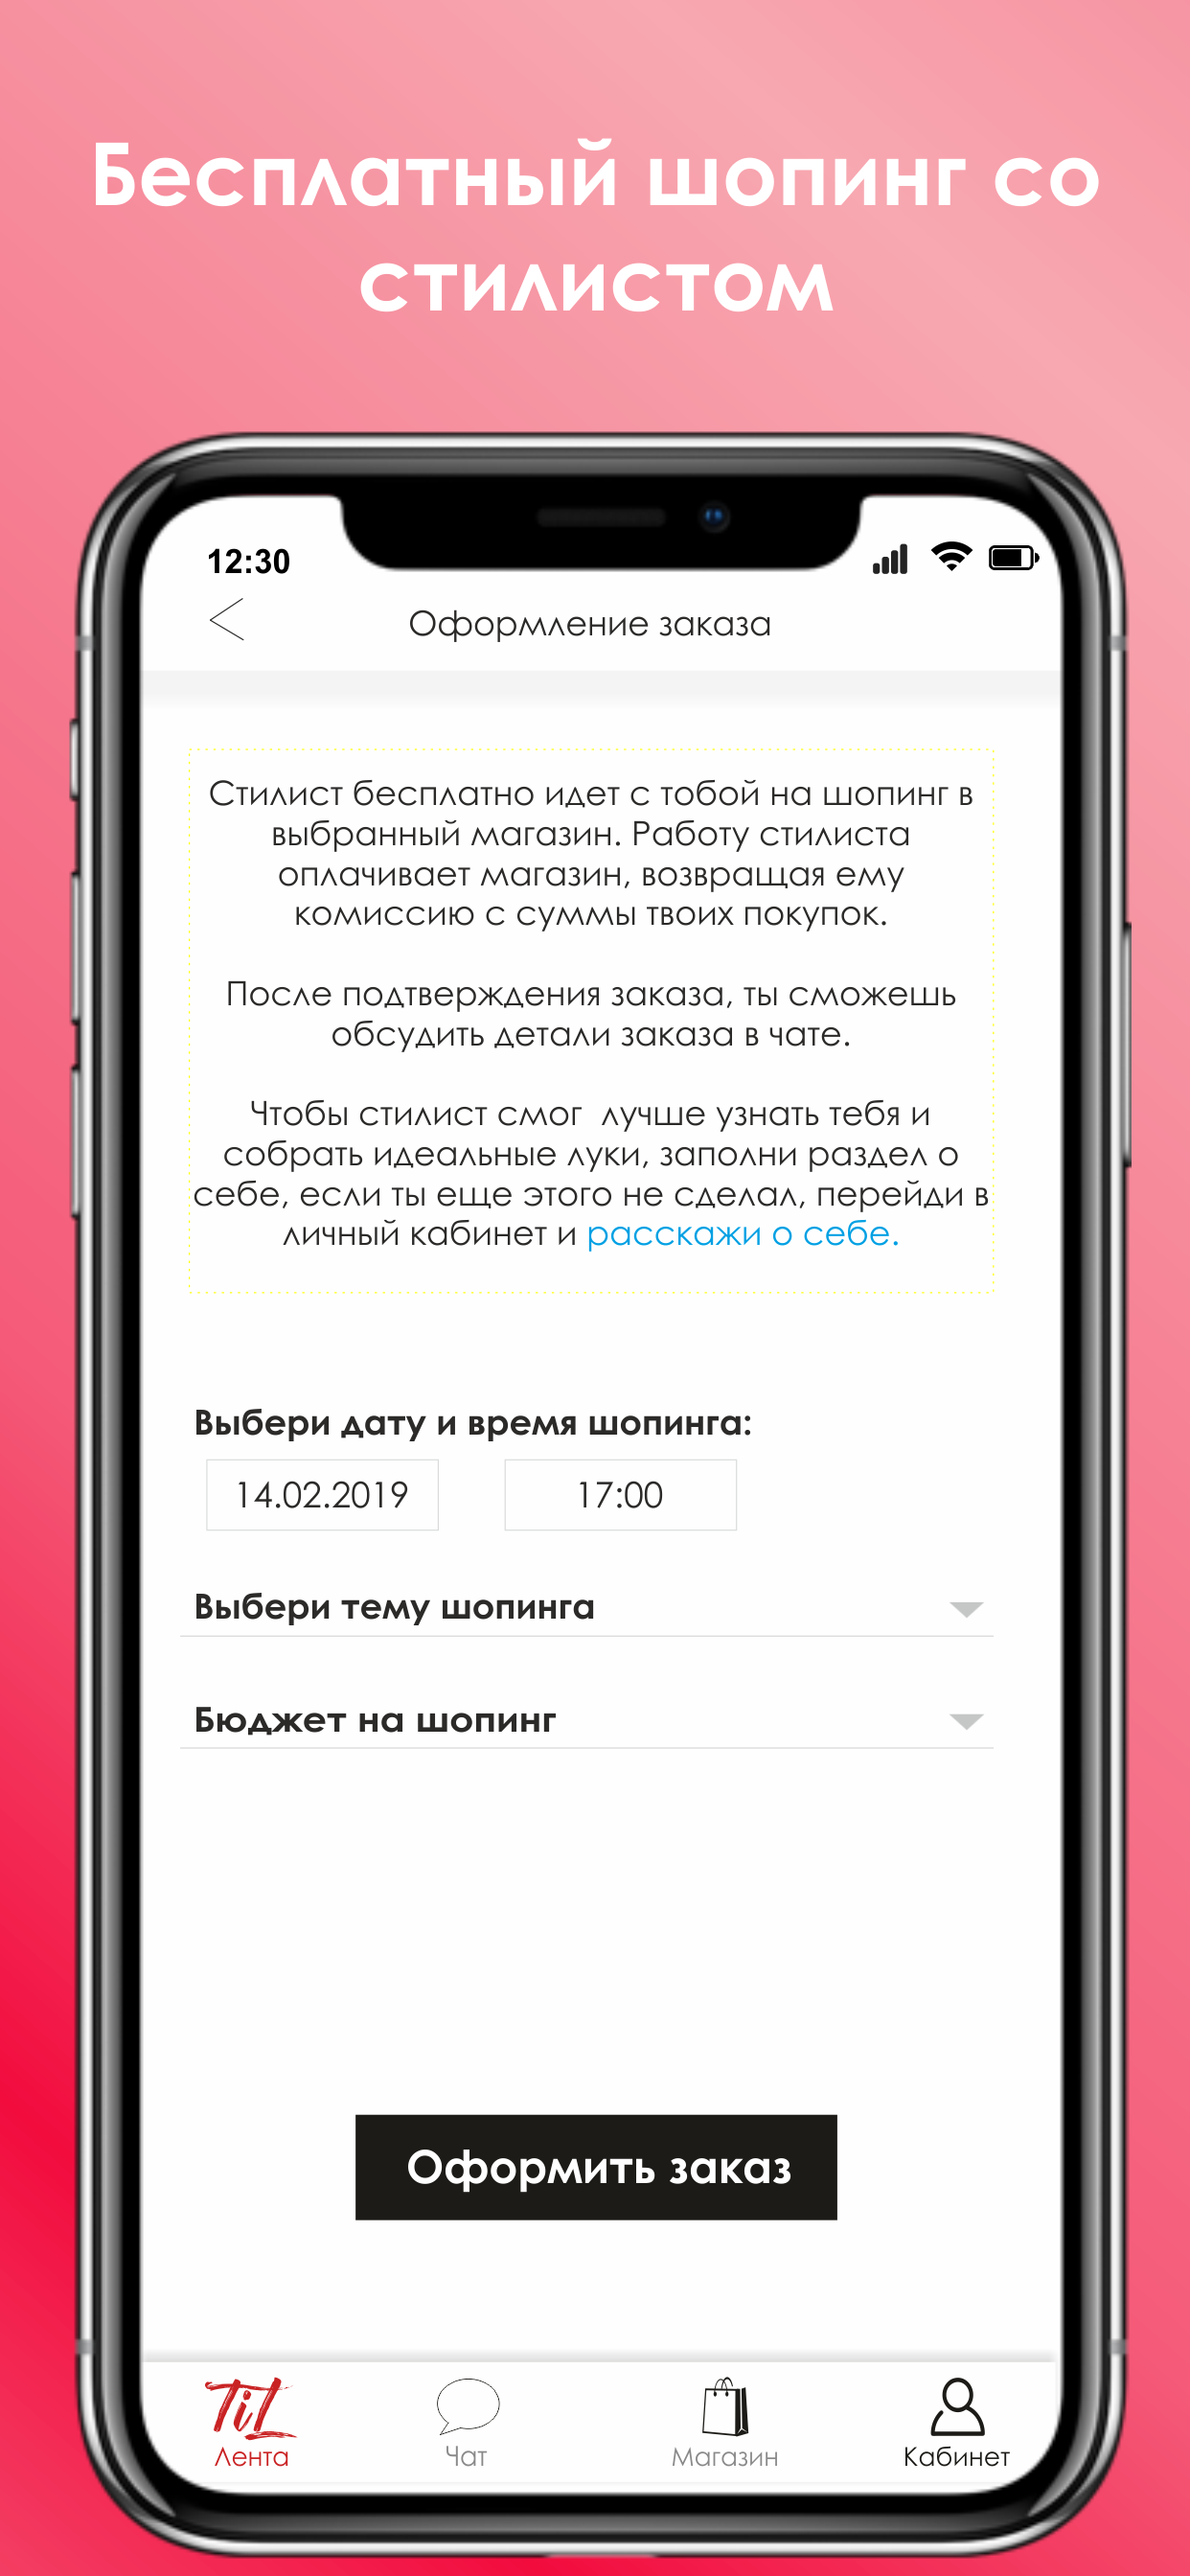 Бесплатный шопинг со
стилистом
12:30
Оформление заказа
Стилист бесплатно идет с тобой на шопинг в
выбранный магазин. Работу стилиста
оплачивает магазин, возвращая ему
комиссию с суммы твоих покупок.
После подтверждения заказа, ты сможешь
обсудить детали заказа в чате.
Чтобы стилист смог  лучше узнать тебя и
собрать идеальные луки, заполни раздел о
себе, если ты еще этого не сделал, перейди в
личный кабинет и расскажи о себе.
Выбери дату и время шопинга:
14.02.2019 17:00
Выбери тему шопинга
Бюджет на шопинг
Оформить заказ
TiL
Лента Чат Магазин Кабинет